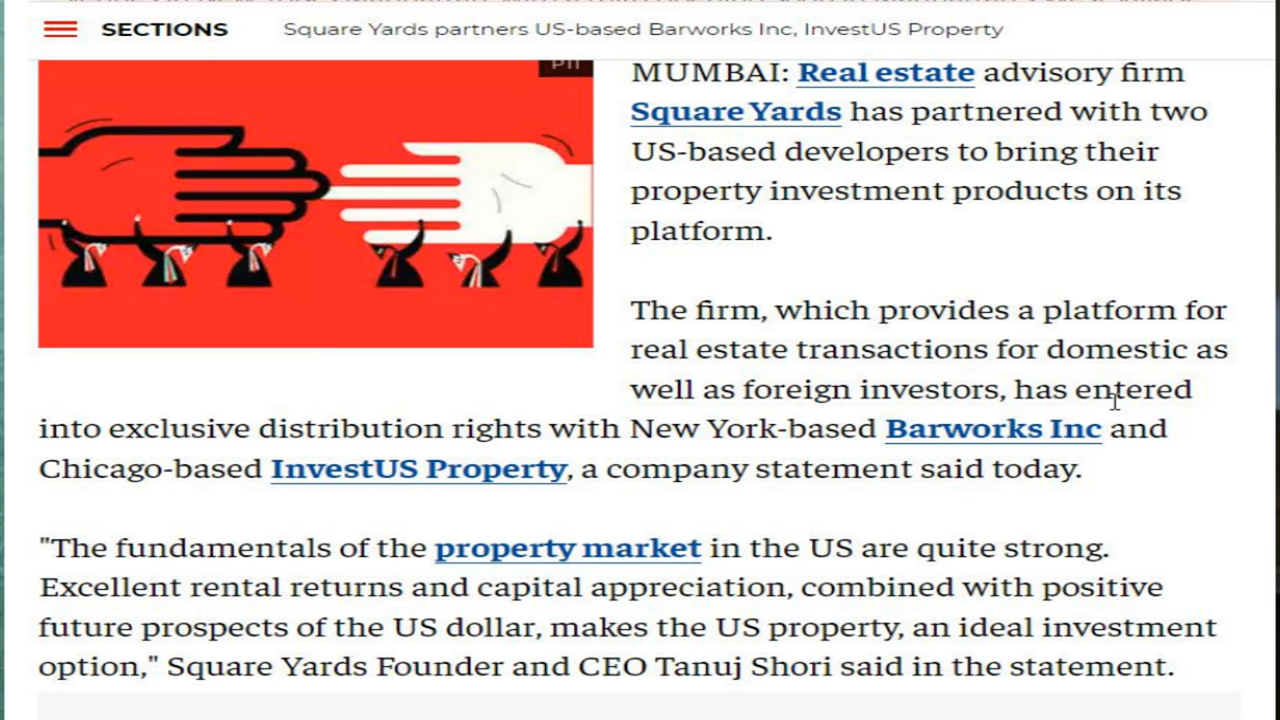 SECTIONS
Square Yards partners US-based Barworks Inc, InvestUS Property
MUMBAI: Real estate advisory firm
Square Yards has partnered with two
US-based developers to bring their
property investment products on its
platform.
The firm, which provides a platform for
real estate transactions for domestic as
well as foreign investors, has entered
into exclusive distribution rights with New York-based Barworks Inc and
Chicago-based InvestUS Property, a company statement said today.
"The fundamentals of the property market in the US are quite strong.
Excellent rental returns and capital appreciation, combined with positive
future prospects of the US dollar, makes the US property, an ideal investment
option," Square Yards Founder and CEO Tanuj Shori said in the statement.